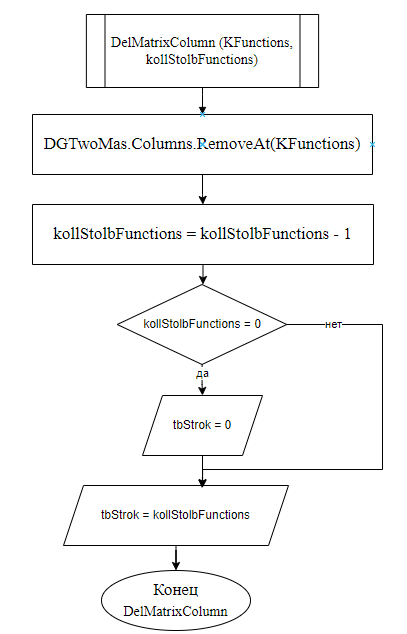 DelMatrixColumn (KFunctions,
kollStolbFunctions)
DGTwoMas.Columns.RemoveAt(KFunctions)
kollStolbFunctions = kollStolbFunctions - 1
kollStolbFunctions = 0
нет
да
tbStrok = 0
tbStrok = kollStolbFunctions
Конец
DelMatrixColumn